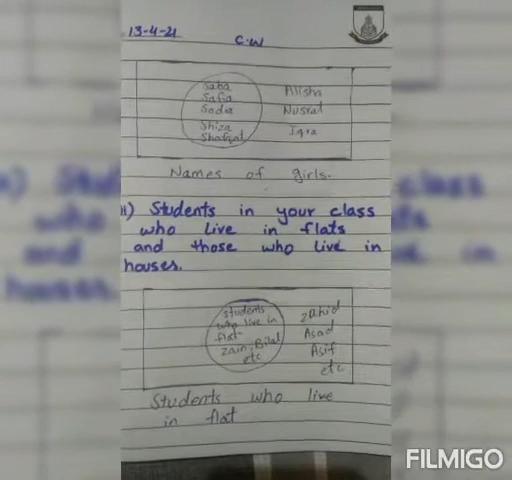 13-4-21
C.W
Saba
Safia
Sadia
Shiza
Shafqat
Alisha
Nusrat
Iqra
Names of girls.
ii) Students in your class
who live in flats
and those who live in
houses.
Students
who live in
flat
Zain, Bilal
etc
Zahid
Asad
Asif
etc
Students who live
in flat
FILMIGO